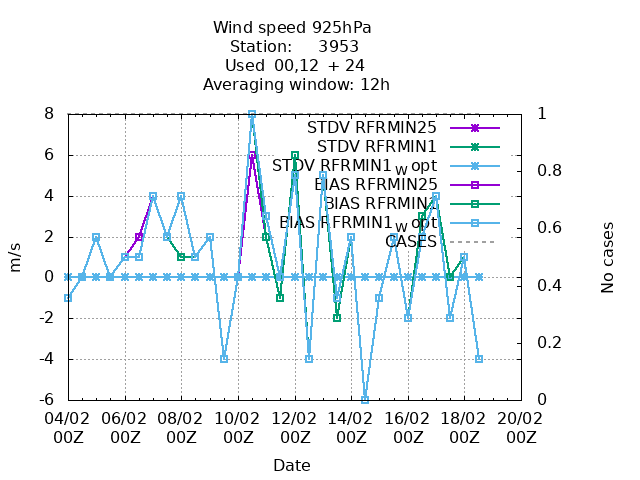 Wind speed 925hPa
Station: 3953
Used 00,12 + 24
Averaging window: 12h
8
6
4
2
0
-2
-4
-6
m/s
1
0.8
0.6
0.4
0.2
0
No cases
STDV RFRMIN25
STDV RFRMIN1
STDV RFRMIN1w opt
BIAS RFRMIN25
BIAS RFRMIN1
BIAS RFRMIN1w opt
CASES
04/02 06/02 08/02 10/02 12/02 14/02 16/02 18/02 20/02
00Z 00Z 00Z 00Z 00Z 00Z 00Z 00Z 00Z
Date